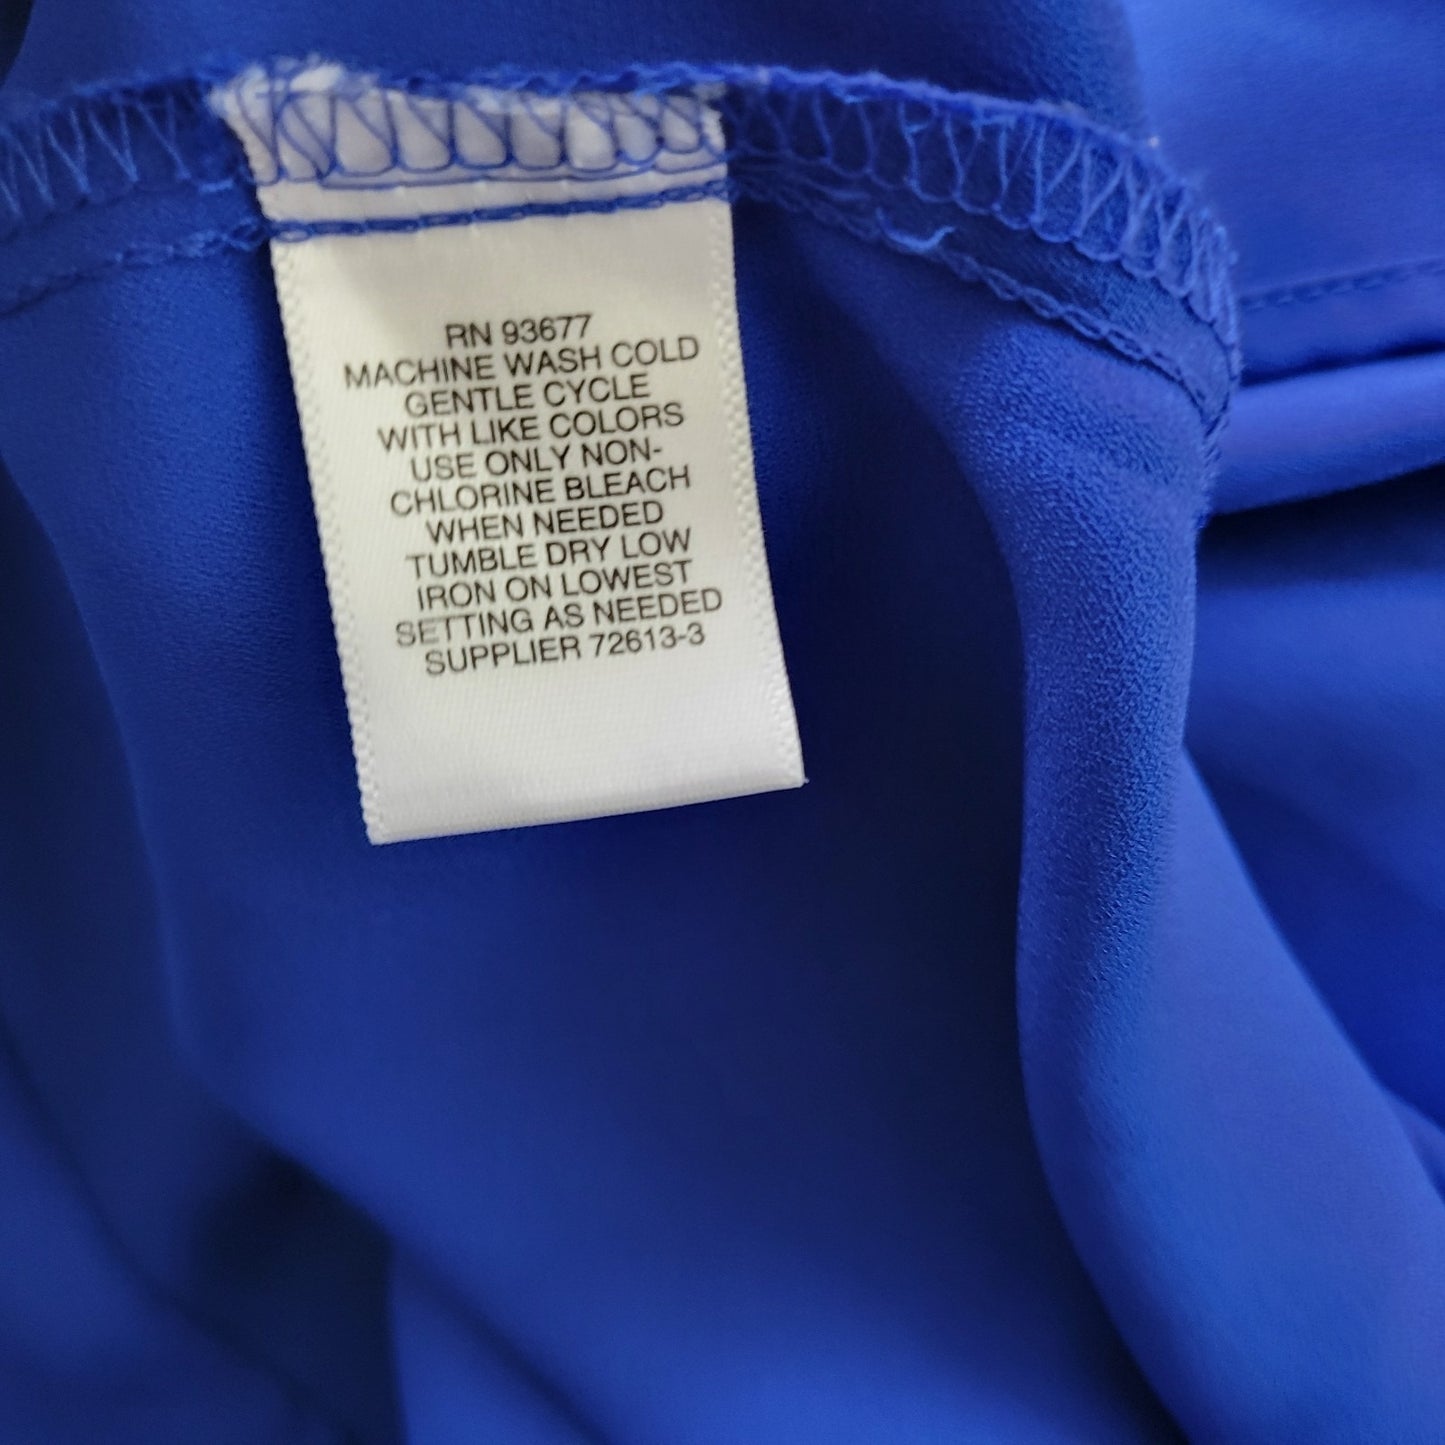 RN 93677
MACHINE WASH COLD
GENTLE CYCLE
WITH LIKE COLORS
USE ONLY NON-
CHLORINE BLEACH
WHEN NEEDED
TUMBLE DRY LOW
IRON ON LOWEST
SETTING AS NEEDED
SUPPLIER 72613-3